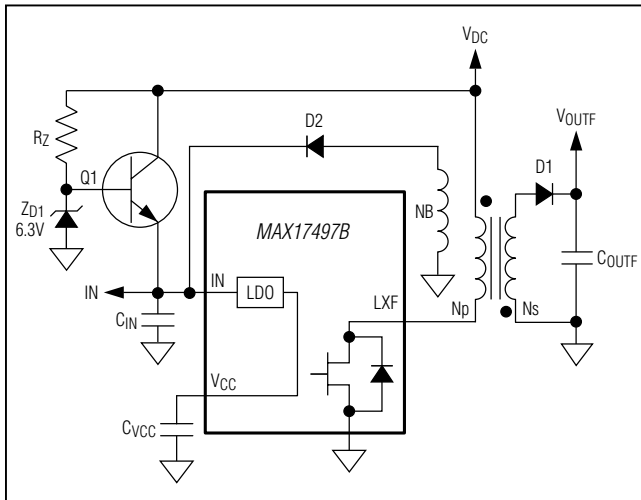 VDC
D2
VOUTF
RZ
D1
Q1
ZD1
6.3V
NB
MAX17497B
COUTF
IN
IN
LDO
LXF
Np
Ns
CIN
VCC
CVCC